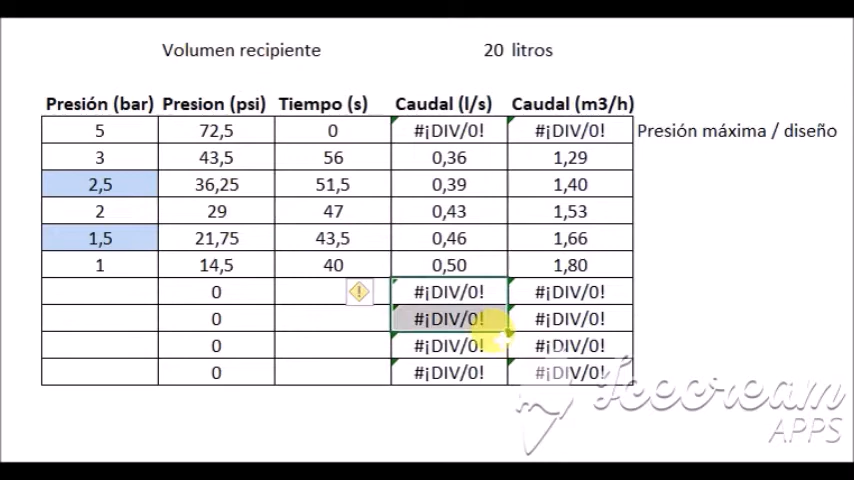 Volumen recipiente 20 litros
Presión (bar) Presion (psi) Tiempo (s) Caudal (l/s) Caudal (m3/h)
5 72,5 0 #¡DIV/0! #¡DIV/0! Presión máxima / diseño
3 43,5 56 0,36 1,29
2,5 36,25 51,5 0,39 1,40
2 29 47 0,43 1,53
1,5 21,75 43,5 0,46 1,66
1 14,5 40 0,50 1,80
0 #¡DIV/0! #¡DIV/0!
0 #¡DIV/0! #¡DIV/0!
0 #¡DIV/0! #¡DIV/0!
0 #¡DIV/0! #¡DIV/0!
Icecream
APPS